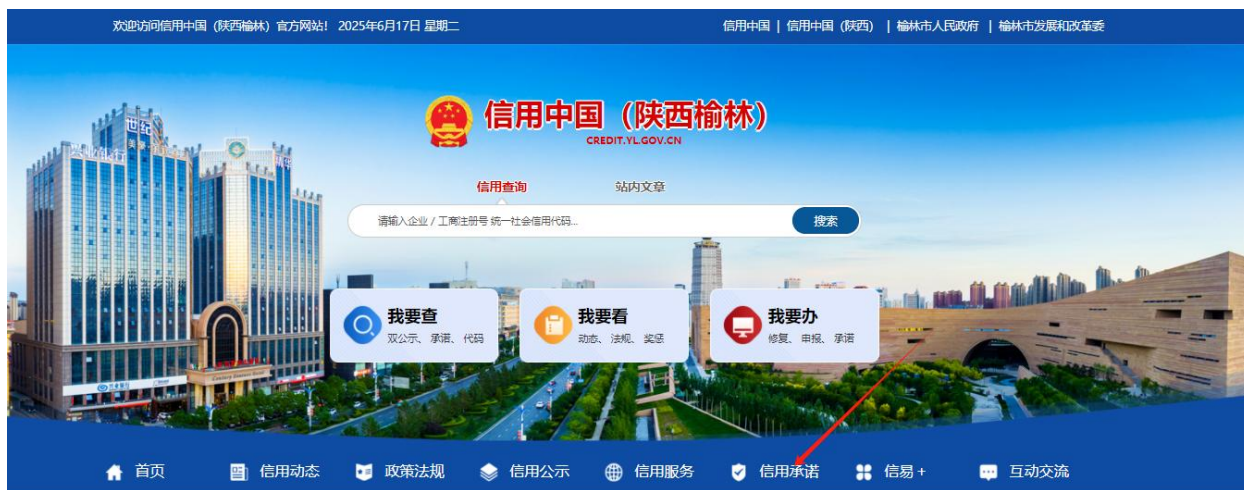 欢迎访问信用中国（陕西榆林）官方网站！ 2025年6月17日 星期二
信用中国 | 信用中国（陕西） | 榆林市人民政府 | 榆林市发展和改革委
信用中国（陕西榆林）
CREDIT.YL.GOV.CN
信用查询 站内文章
请输入企业 / 工商注册号 统一社会信用代码...
搜索
世纪
我要查
双公示、承诺、代码
我要看
动态、法规、奖惩
我要办
修复、申报、承诺
首页 信用动态 政策法规 信用公示 信用服务 信用承诺 信易+ 互动交流